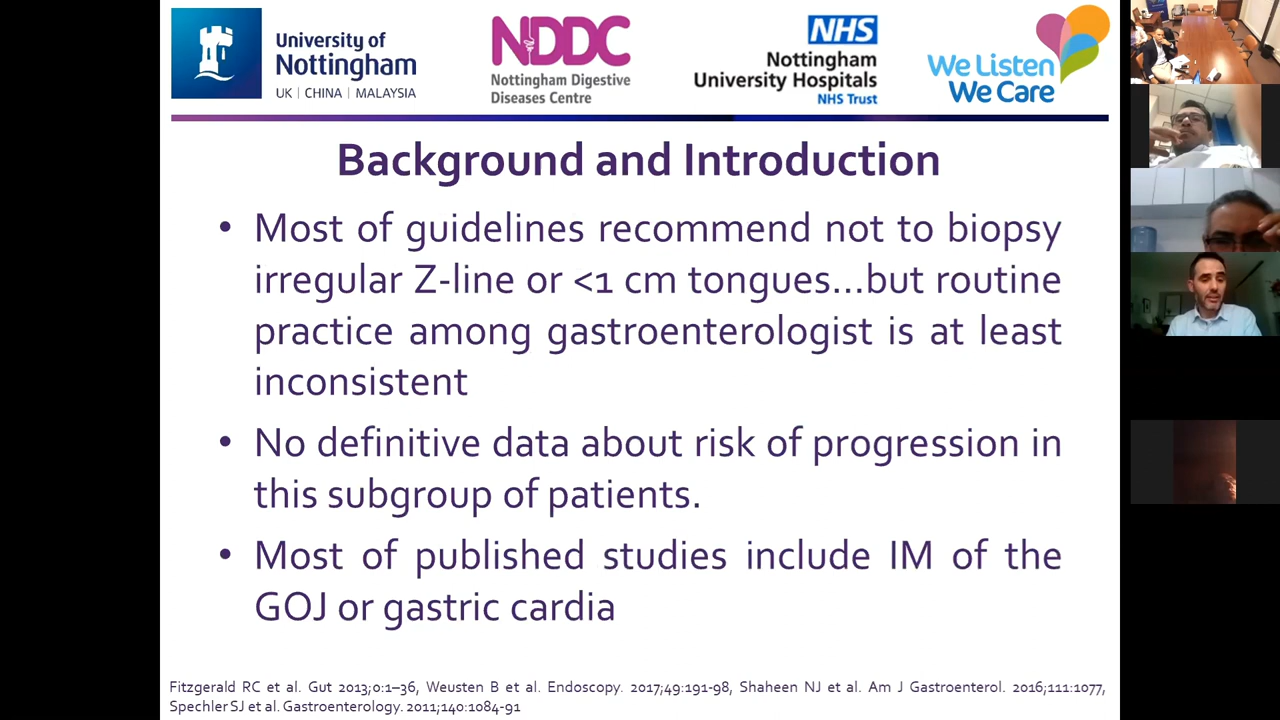 University of
Nottingham
UK | CHINA | MALAYSIA
NDDC
Nottingham Digestive
Diseases Centre
NHS
Nottingham
University Hospitals
NHS Trust
We Listen
We Care
Background and Introduction
• Most of guidelines recommend not to biopsy
irregular Z-line or <1 cm tongues...but routine
practice among gastroenterologist is at least
inconsistent
• No definitive data about risk of progression in
this subgroup of patients.
• Most of published studies include IM of the
GOJ or gastric cardia
Fitzgerald RC et al. Gut 2013;0:1–36, Weusten B et al. Endoscopy. 2017;49:191-98, Shaheen NJ et al. Am J Gastroenterol. 2016;111:1077,
Spechler SJ et al. Gastroenterology. 2011;140:1084-91